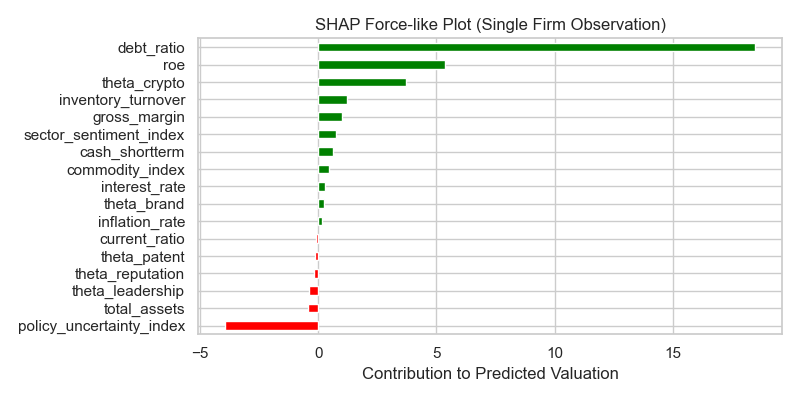 SHAP Force-like Plot (Single Firm Observation)
debt_ratio
roe
theta_crypto
inventory_turnover
gross_margin
sector_sentiment_index
cash_shortterm
commodity_index
interest_rate
theta_brand
inflation_rate
current_ratio
theta_patent
theta_reputation
theta_leadership
total_assets
policy_uncertainty_index
−5 0 5 10 15
Contribution to Predicted Valuation